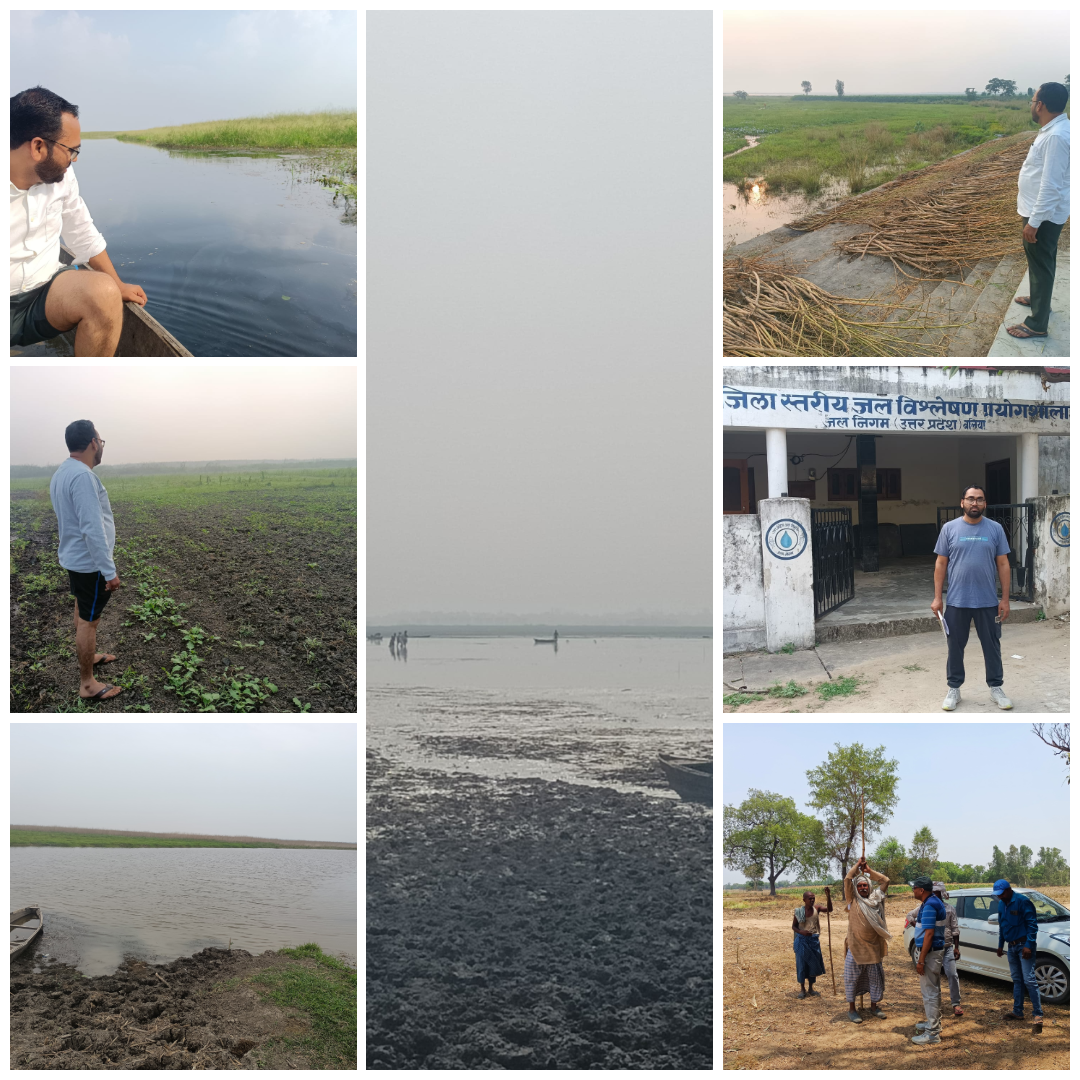 जिला स्तरीय जल विश्लेषण प्रयोगशाला
जल निगम (उत्तर प्रदेश) बलिया